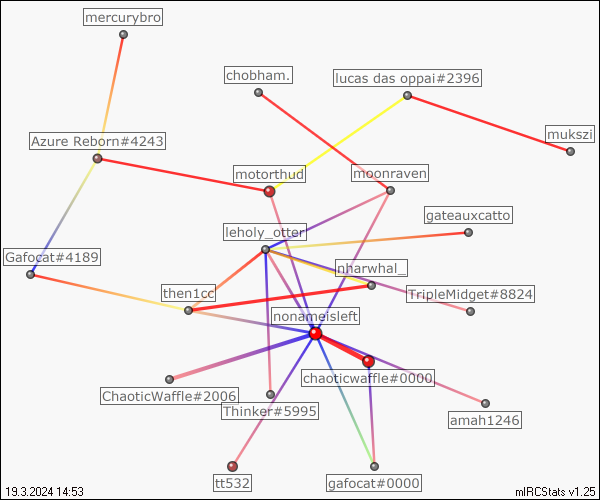 mercurybro
chobham.
lucas das oppai#2396
Azure Reborn#4243
mukszi
motorthud
moonraven
gateauxcatto
leholy_otter
Gafocat#4189
nharwhal_
then1cc
TripleMidget#8824
nonameisleft
chaoticwaffle#0000
ChaoticWaffle#2006
Thinker#5995
amah1246
tt532
gafocat#0000
19.3.2024 14:53
mIRCStats v1.25